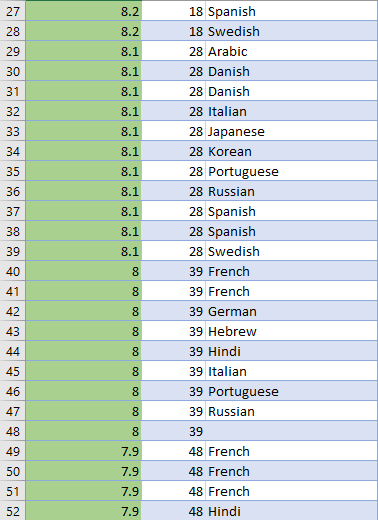 27 8.2 18 Spanish
28 8.2 18 Swedish
29 8.1 28 Arabic
30 8.1 28 Danish
31 8.1 28 Danish
32 8.1 28 Italian
33 8.1 28 Japanese
34 8.1 28 Korean
35 8.1 28 Portuguese
36 8.1 28 Russian
37 8.1 28 Spanish
38 8.1 28 Spanish
39 8.1 28 Swedish
40 8 39 French
41 8 39 French
42 8 39 German
43 8 39 Hebrew
44 8 39 Hindi
45 8 39 Italian
46 8 39 Portuguese
47 8 39 Russian
48 8 39
49 7.9 48 French
50 7.9 48 French
51 7.9 48 French
52 7.9 48 Hindi